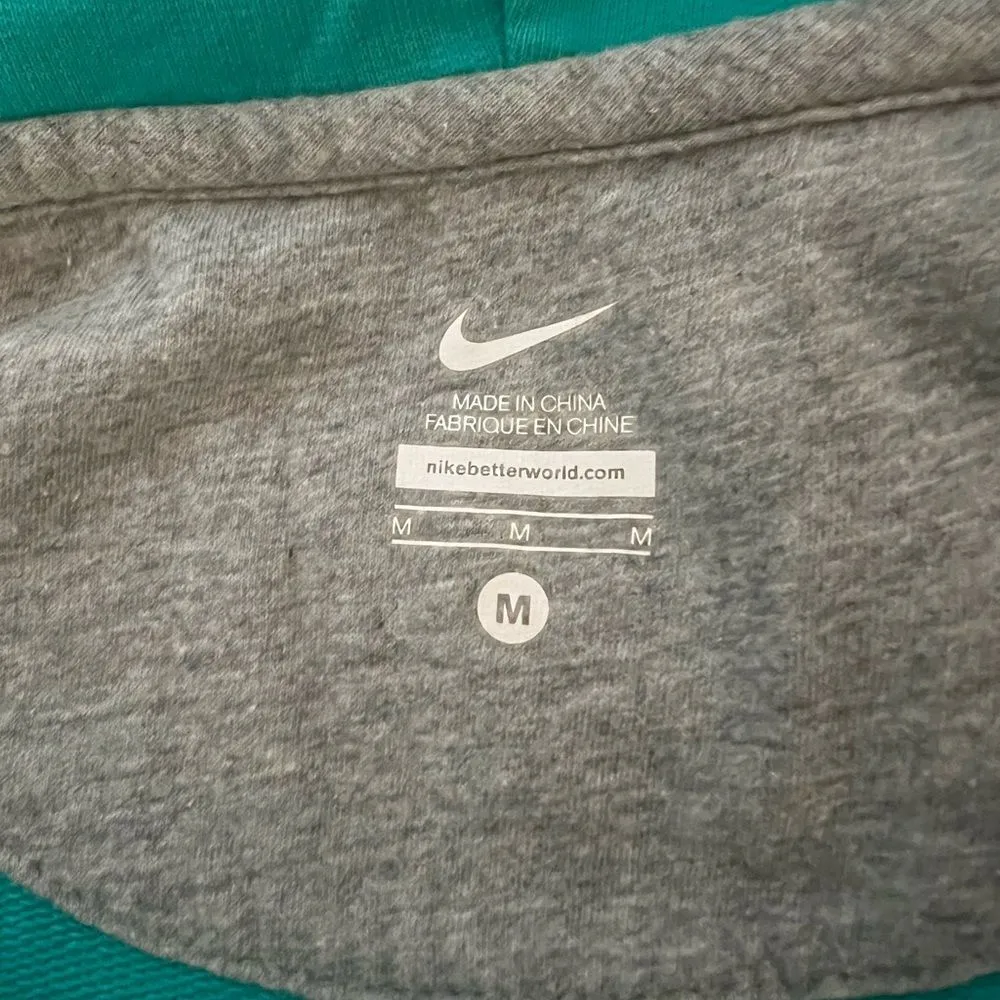 MADE IN CHINA
FABRIQUE EN CHINE
nikebetterworld.com
M M M
M